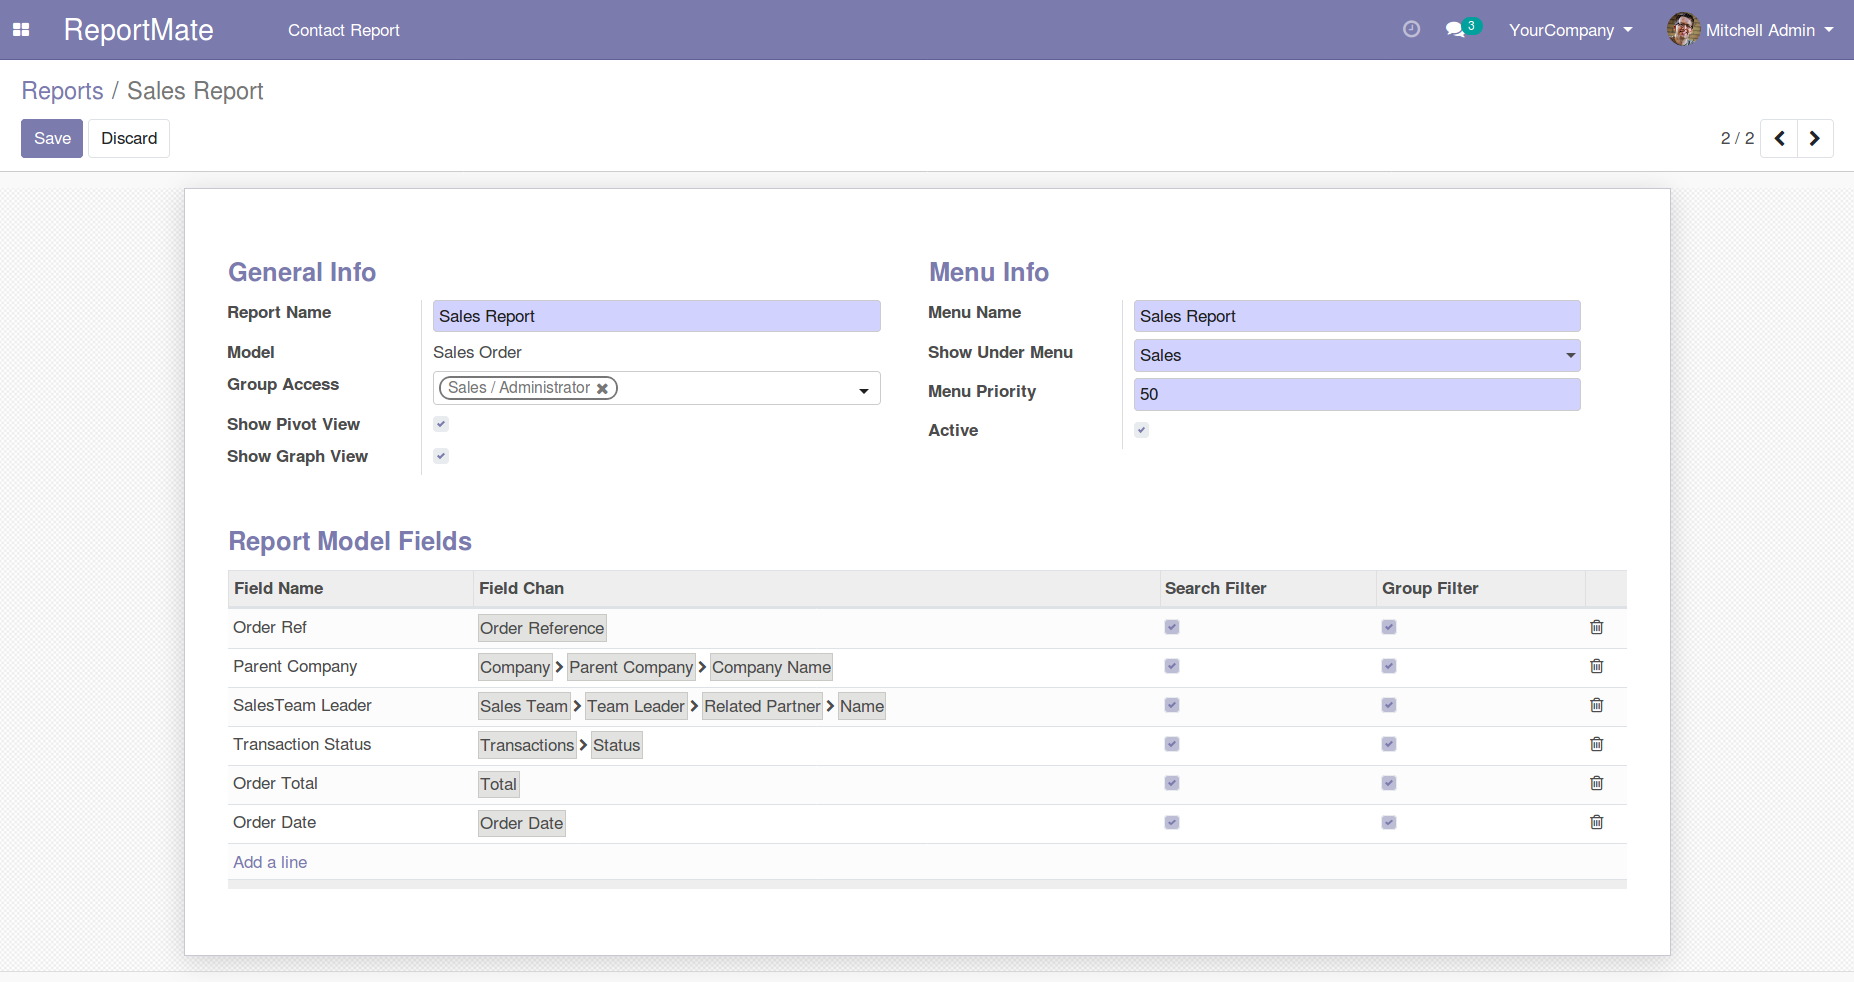 ReportMate Contact Report 3 YourCompany Mitchell Admin
Reports / Sales Report
Save Discard 2 / 2
General Info
Report Name Sales Report
Model Sales Order
Group Access Sales / Administrator
Show Pivot View
Show Graph View
Menu Info
Menu Name Sales Report
Show Under Menu Sales
Menu Priority 50
Active
Report Model Fields
Field Name Field Chan Search Filter Group Filter
Order Ref Order Reference
Parent Company Company Parent Company Company Name
SalesTeam Leader Sales Team Team Leader Related Partner Name
Transaction Status Transactions Status
Order Total Total
Order Date Order Date
Add a line